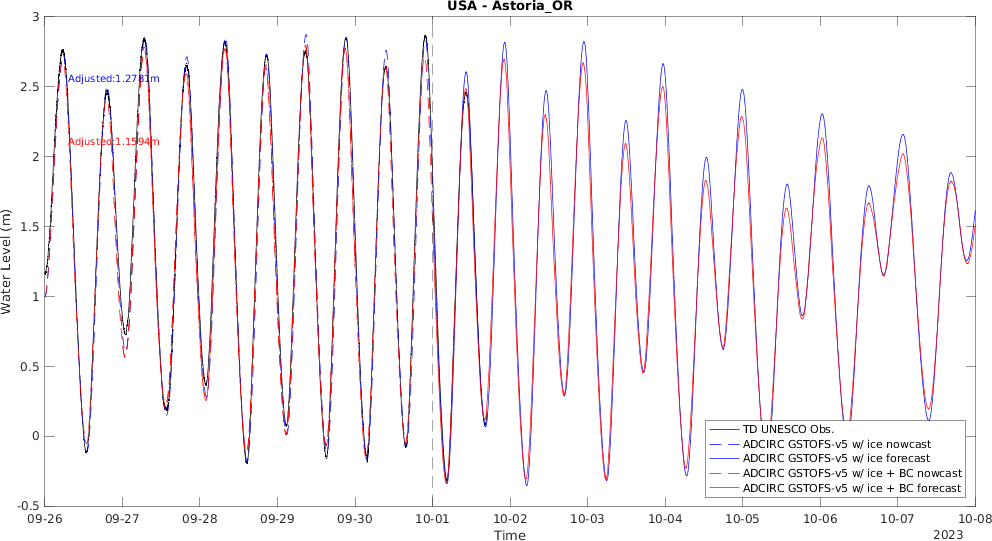 USA - Astoria_OR
3
2.5
2
1.5
1
0.5
0
-0.5
Water Level (m)
Adjusted:1.2781m
Adjusted:1.1594m
TD UNESCO Obs.
ADCIRC GSTOFS-v5 w/ ice nowcast
ADCIRC GSTOFS-v5 w/ ice forecast
ADCIRC GSTOFS-v5 w/ ice + BC nowcast
ADCIRC GSTOFS-v5 w/ ice + BC forecast
09-26 09-27 09-28 09-29 09-30 10-01 10-02 10-03 10-04 10-05 10-06 10-07 10-08
Time
2023